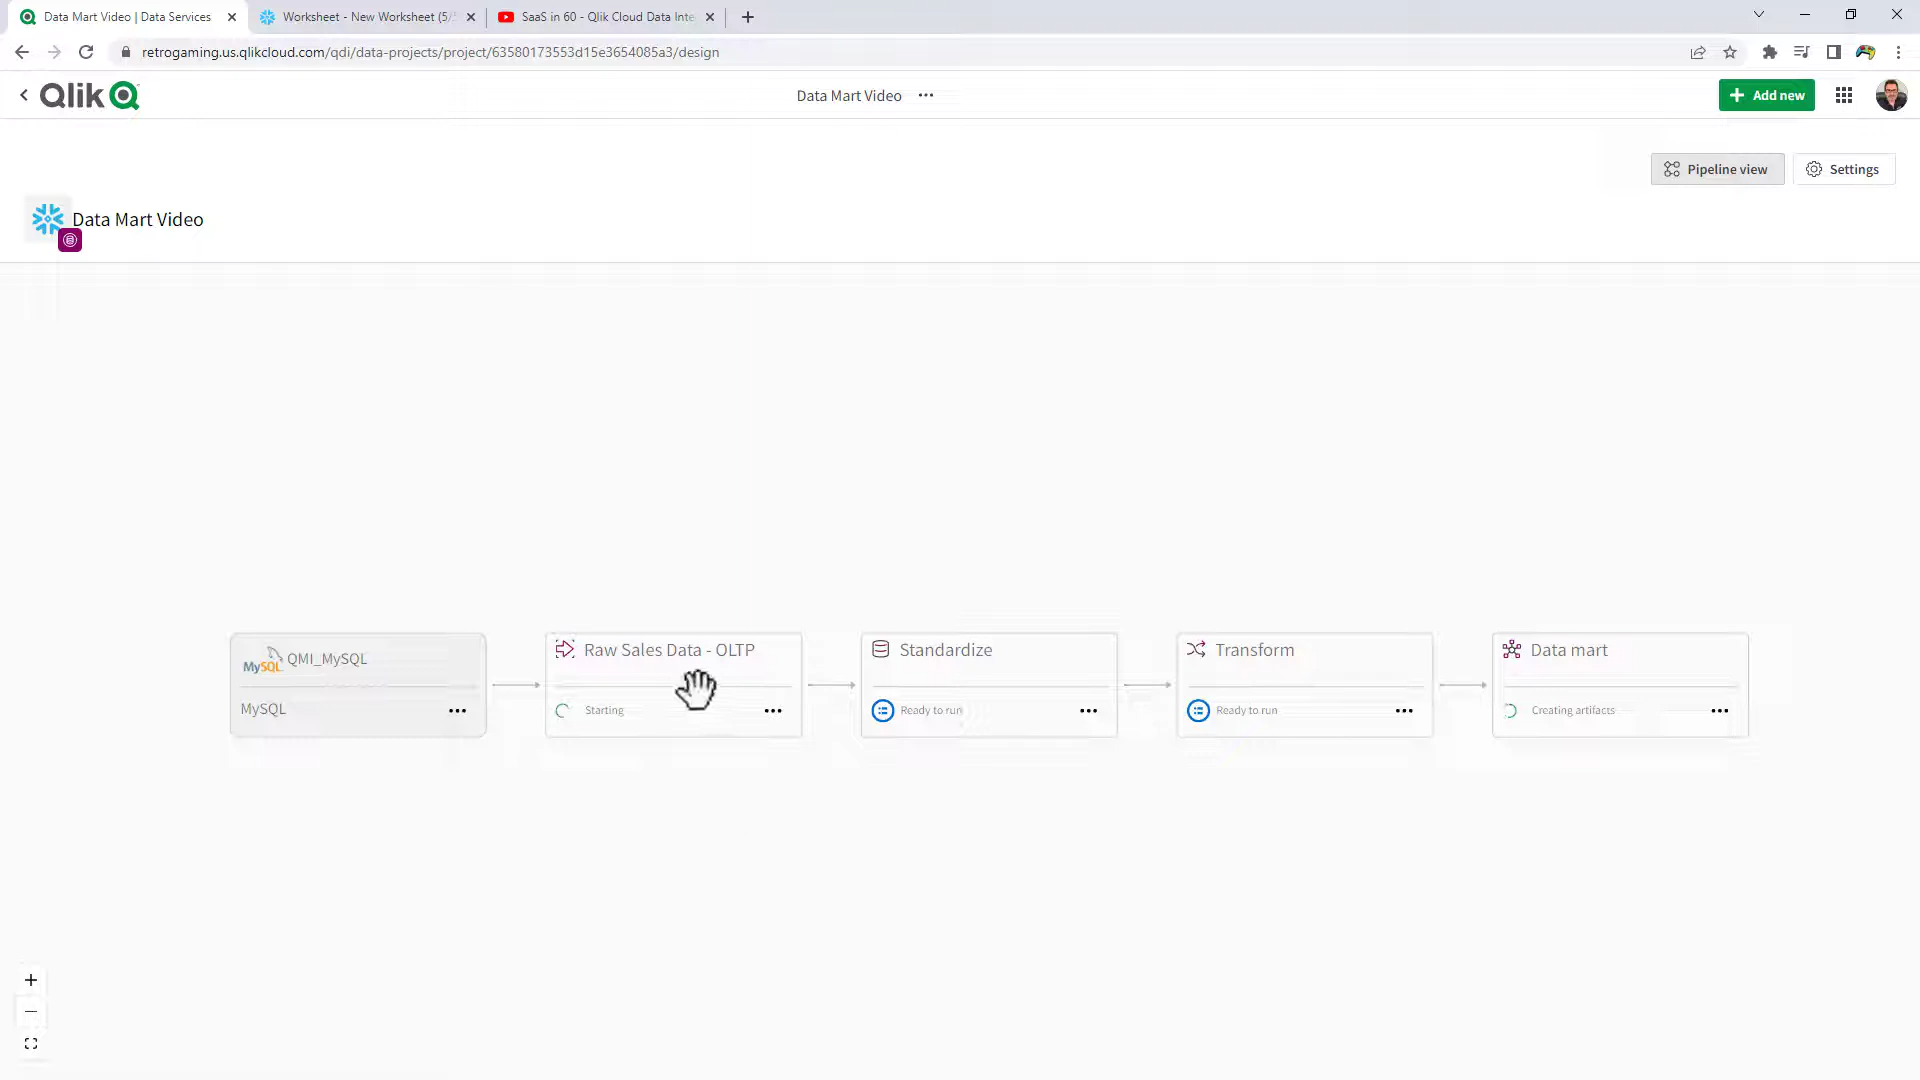 Data Mart Video | Data Services
Worksheet - New Worksheet (5/
SaaS in 60 - Qlik Cloud Data Inte
retrogaming.us.qlikcloud.com/qdi/data-projects/project/63580173553d15e3654085a3/design
Qlik
Data Mart Video
Add new
Pipeline view
Settings
Data Mart Video
MySQL QMI_MySQL
MySQL
Raw Sales Data - OLTP
Starting
Standardize
Ready to run
Transform
Ready to run
Data mart
Creating artifacts